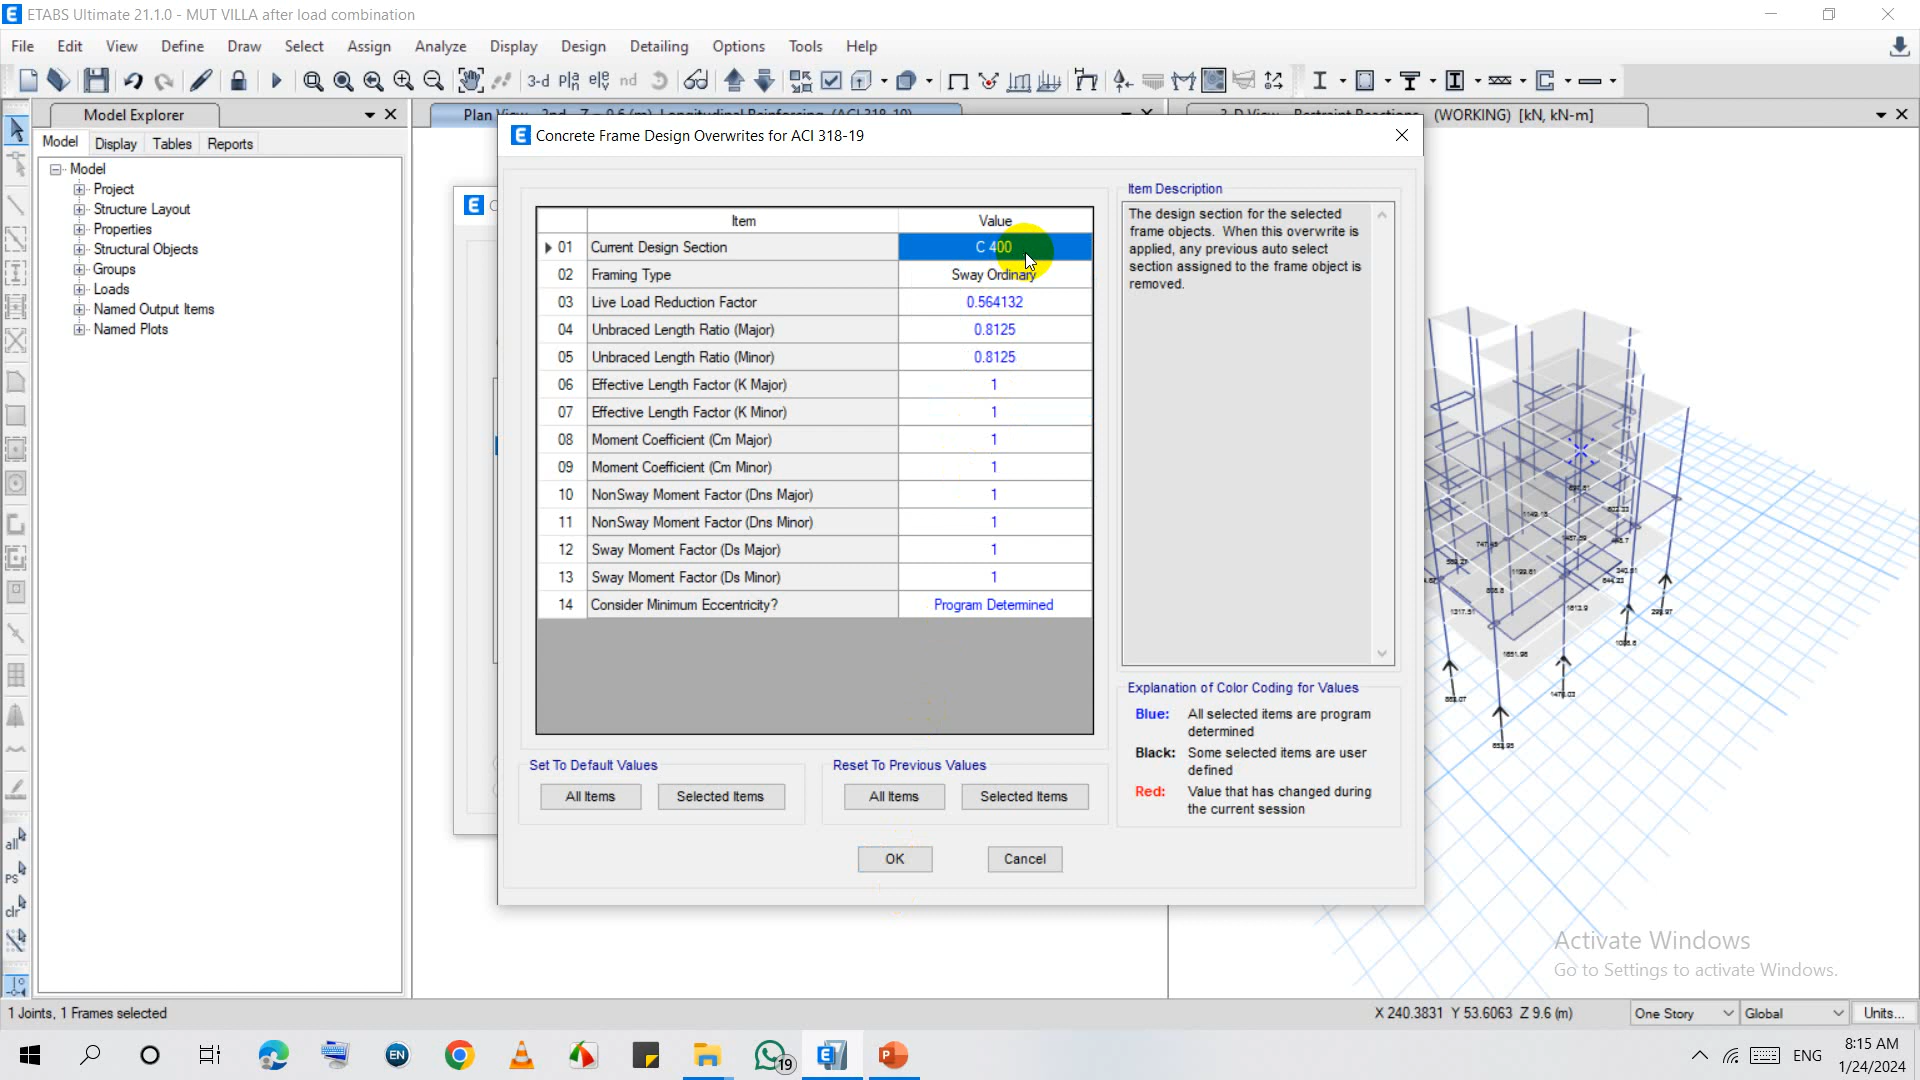 ETABS Ultimate 21.1.0 - MUT VILLA after load combination
File Edit View Define Draw Select Assign Analyze Display Design Detailing Options Tools Help
3-d
nd
Model Explorer
Model Display Tables Reports
Model
Project
Structure Layout
Properties
Structural Objects
Groups
Loads
Named Output Items
Named Plots
(WORKING) [kN, kN-m]
Concrete Frame Design Overwrites for ACI 318-19
Item Value
01 Current Design Section C 400
02 Framing Type Sway Ordinary
03 Live Load Reduction Factor 0.564132
04 Unbraced Length Ratio (Major) 0.8125
05 Unbraced Length Ratio (Minor) 0.8125
06 Effective Length Factor (K Major) 1
07 Effective Length Factor (K Minor) 1
08 Moment Coefficient (Cm Major) 1
09 Moment Coefficient (Cm Minor) 1
10 NonSway Moment Factor (Dns Major) 1
11 NonSway Moment Factor (Dns Minor) 1
12 Sway Moment Factor (Ds Major) 1
13 Sway Moment Factor (Ds Minor) 1
14 Consider Minimum Eccentricity? Program Determined
Item Description
The design section for the selected
frame objects. When this overwrite is
applied, any previous auto select
section assigned to the frame object is
removed.
Explanation of Color Coding for Values
Blue: All selected items are program
determined
Black: Some selected items are user
defined
Red: Value that has changed during
the current session
Set To Default Values
All Items Selected Items
Reset To Previous Values
All Items Selected Items
OK Cancel
all
ps
clr
Activate Windows
Go to Settings to activate Windows.
1 Joints, 1 Frames selected
X 240.3831 Y 53.6063 Z 9.6 (m)
One Story Global Units...
EN
19
ENG
8:15 AM
1/24/2024